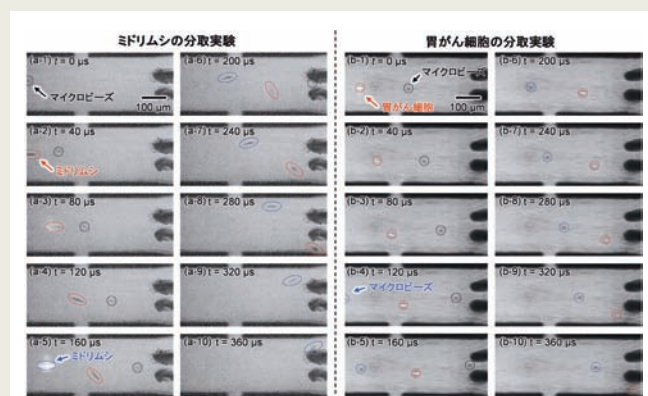 ミドリムシの分取実験
(a-1) t = 0 μs
マイクロビーズ
100 μm
(a-2) t = 40 μs
ミドリムシ
(a-3) t = 80 μs
(a-4) t = 120 μs
(a-5) t = 160 μs
ミドリムシ
(a-6) t = 200 μs
(a-7) t = 240 μs
(a-8) t = 280 μs
(a-9) t = 320 μs
(a-10) t = 360 μs
胃がん細胞の分取実験
(b-1) t = 0 μs
マイクロビーズ
胃がん細胞
100 μm
(b-2) t = 40 μs
(b-3) t = 80 μs
(b-4) t = 120 μs
マイクロビーズ
(b-5) t = 160 μs
(b-6) t = 200 μs
(b-7) t = 240 μs
(b-8) t = 280 μs
(b-9) t = 320 μs
(b-10) t = 360 μs